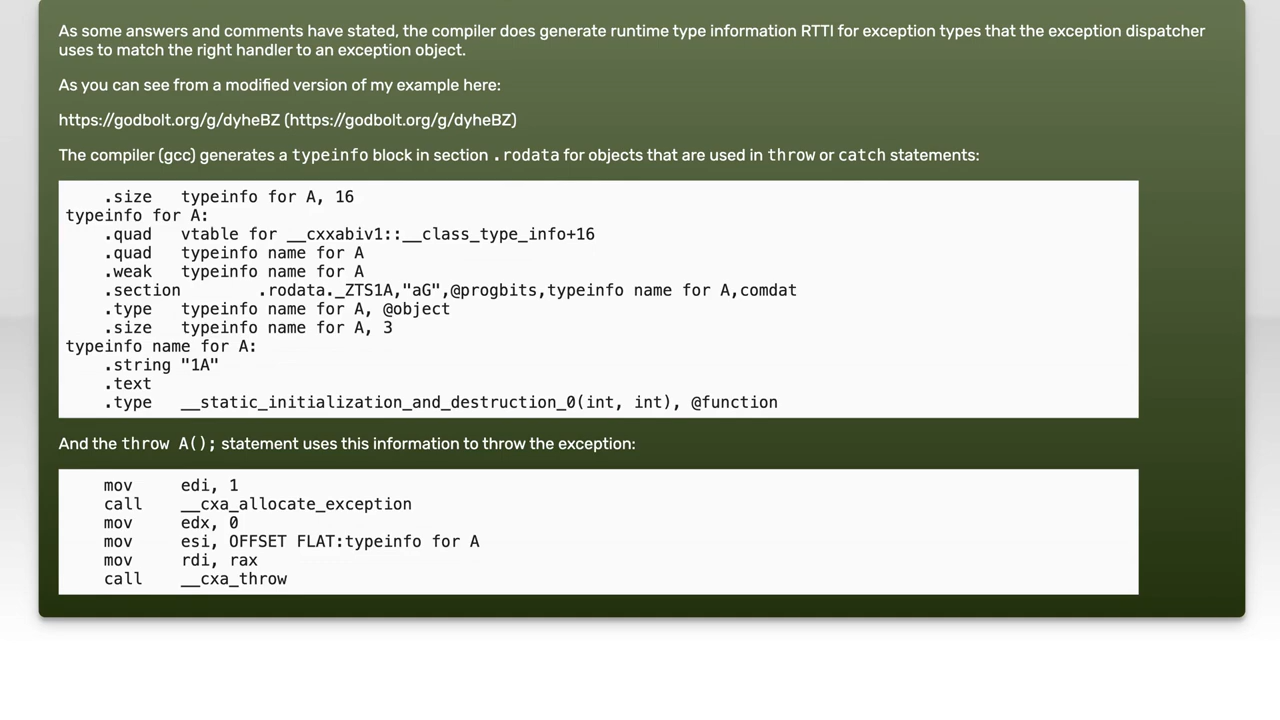 As some answers and comments have stated, the compiler does generate runtime type information RTTI for exception types that the exception dispatcher
uses to match the right handler to an exception object.
As you can see from a modified version of my example here:
https://godbolt.org/g/dyheBZ (https://godbolt.org/g/dyheBZ)
The compiler (gcc) generates a typeinfo block in section .rodata for objects that are used in throw or catch statements:
.size typeinfo for A, 16
typeinfo for A:
.quad vtable for __cxxabiv1::__class_type_info+16
.quad typeinfo name for A
.weak typeinfo name for A
.section .rodata._ZTS1A,"aG",@progbits,typeinfo name for A,comdat
.type typeinfo name for A, @object
.size typeinfo name for A, 3
typeinfo name for A:
.string "1A"
.text
.type __static_initialization_and_destruction_0(int, int), @function
And the throw A(); statement uses this information to throw the exception:
mov edi, 1
call __cxa_allocate_exception
mov edx, 0
mov esi, OFFSET FLAT:typeinfo for A
mov rdi, rax
call __cxa_throw